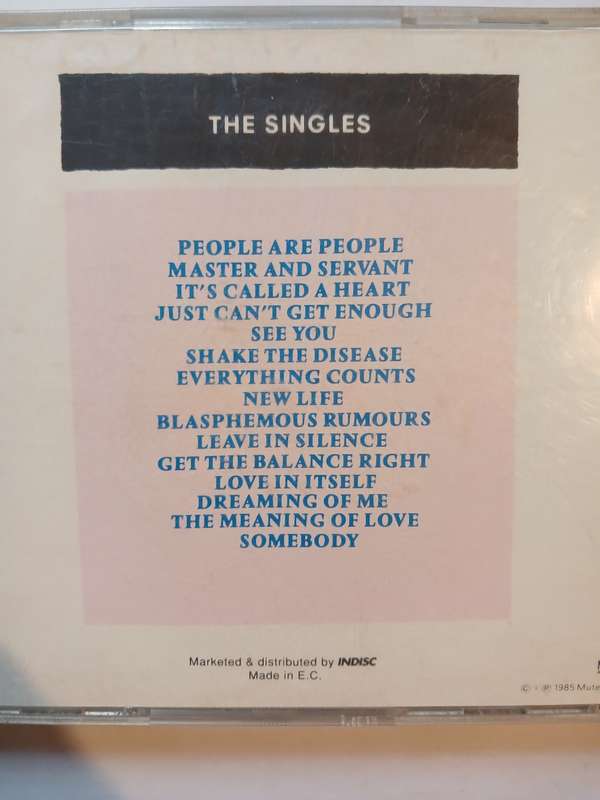 THE SINGLES
PEOPLE ARE PEOPLE
MASTER AND SERVANT
IT'S CALLED A HEART
JUST CAN'T GET ENOUGH
SEE YOU
SHAKE THE DISEASE
EVERYTHING COUNTS
NEW LIFE
BLASPHEMOUS RUMOURS
LEAVE IN SILENCE
GET THE BALANCE RIGHT
LOVE IN ITSELF
DREAMING OF ME
THE MEANING OF LOVE
SOMEBODY
Marketed & distributed by INDISC
Made in E.C.
© + ℗ 1985 Mute